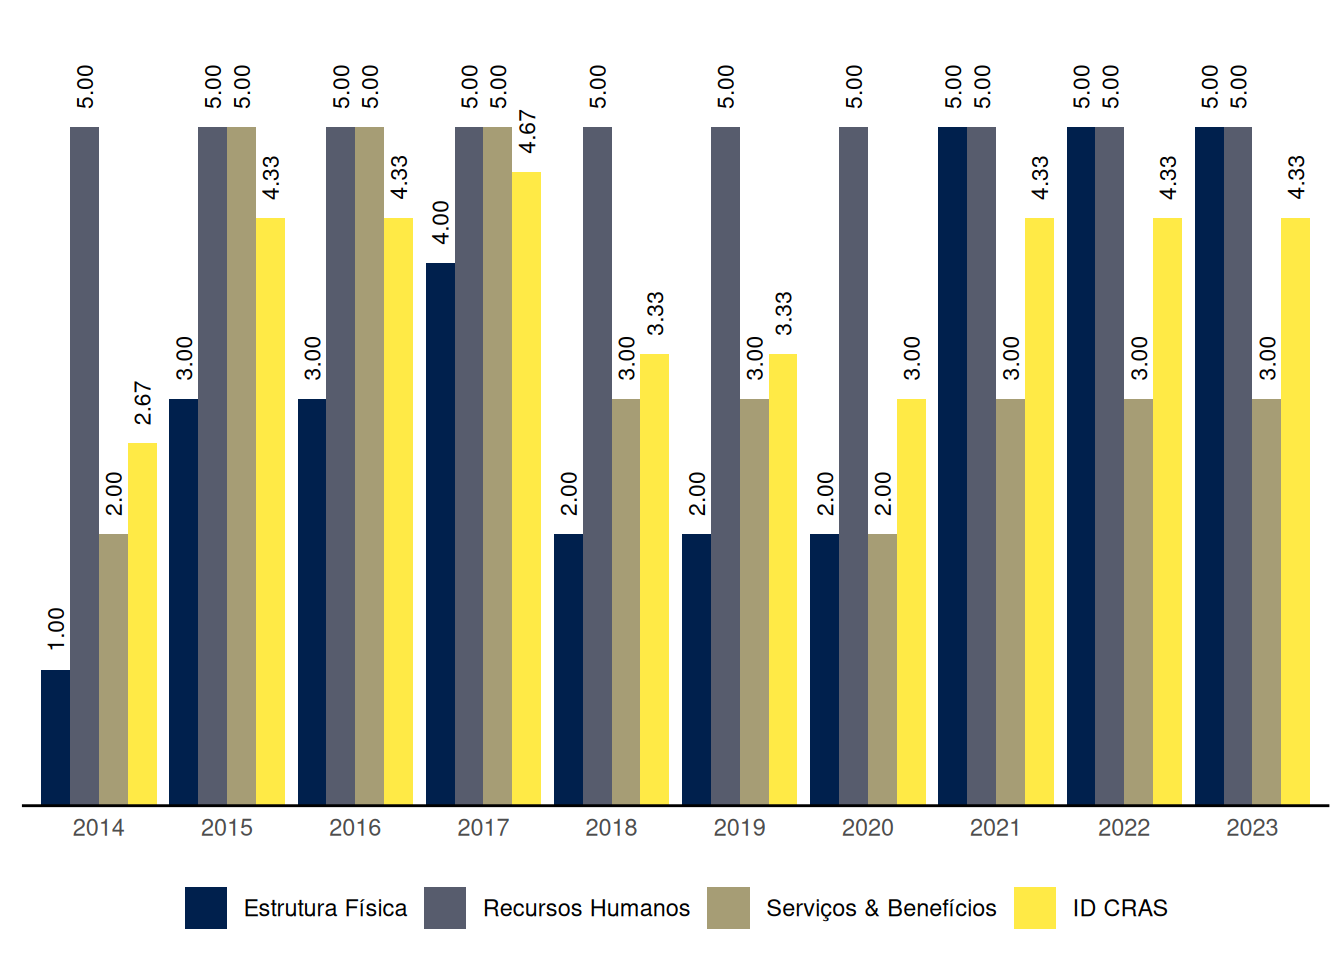 5.00 5.00 5.00 5.00 5.00 5.00 5.00 5.00 5.00 5.00 5.00 5.00 5.00 5.00 5.00 5.00
4.67
4.33 4.33 4.33 4.33 4.33
4.00
3.33 3.33
3.00 3.00 3.00 3.00 3.00 3.00 3.00 3.00
2.67
2.00 2.00 2.00 2.00 2.00
1.00
2014 2015 2016 2017 2018 2019 2020 2021 2022 2023
Estrutura Física Recursos Humanos Serviços & Benefícios ID CRAS